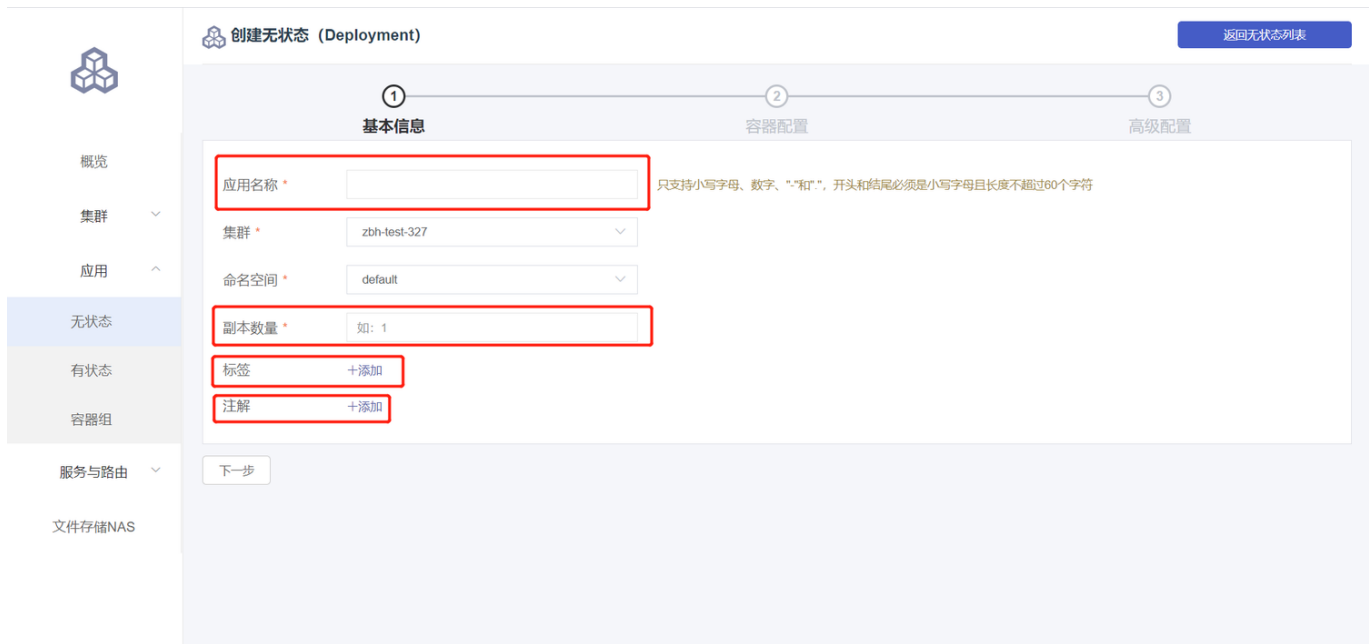 创建无状态（Deployment）
返回无状态列表
1
2
3
基本信息
容器配置
高级配置
概览
集群
应用
无状态
有状态
容器组
服务与路由
文件存储NAS
应用名称 *
只支持小写字母、数字、"-"和"."，开头和结尾必须是小写字母且长度不超过60个字符
集群 * zbh-test-327
命名空间 * default
副本数量 * 如：1
标签 +添加
注解 +添加
下一步